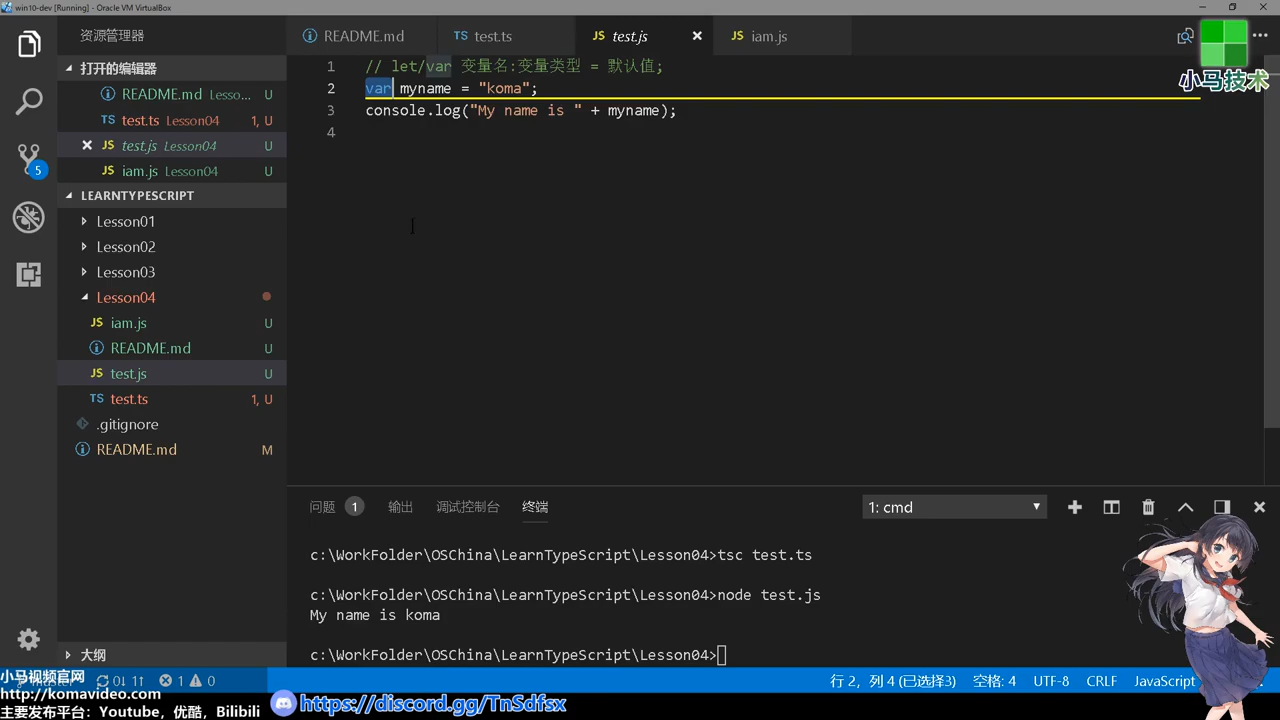 win10-dev [Running] - Oracle VM VirtualBox
资源管理器
README.md
test.ts
test.js
iam.js
小马技术
打开的编辑器
README.md Lesso... U
test.ts Lesson04 1, U
test.js Lesson04 U
iam.js Lesson04 U
LEARNTYPESCRIPT
Lesson01
Lesson02
Lesson03
Lesson04
iam.js U
README.md U
test.js U
test.ts 1, U
.gitignore
README.md M
大纲
5
1 // let/var 变量名:变量类型 = 默认值;
2 var myname = "koma";
3 console.log("My name is " + myname);
4
问题 1 输出 调试控制台 终端
1: cmd
c:\WorkFolder\OSChina\LearnTypeScript\Lesson04>tsc test.ts
c:\WorkFolder\OSChina\LearnTypeScript\Lesson04>node test.js
My name is koma
c:\WorkFolder\OSChina\LearnTypeScript\Lesson04>
0↓ 1↑ 1 0
行 2，列 4 (已选择3) 空格: 4 UTF-8 CRLF JavaScript
小马视频官网
http://komavideo.com
主要发布平台：Youtube，优酷，Bilibili
https://discord.gg/TnSdfsx